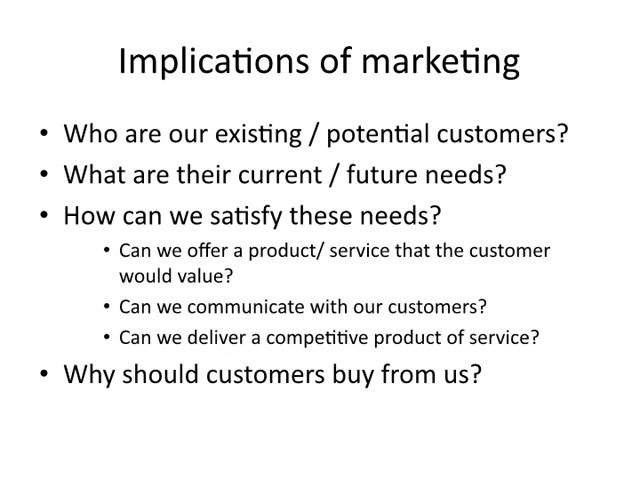 Implications of marketing
• Who are our existing / potential customers?
• What are their current / future needs?
• How can we satisfy these needs?
• Can we offer a product/ service that the customer
would value?
• Can we communicate with our customers?
• Can we deliver a competitive product of service?
• Why should customers buy from us?